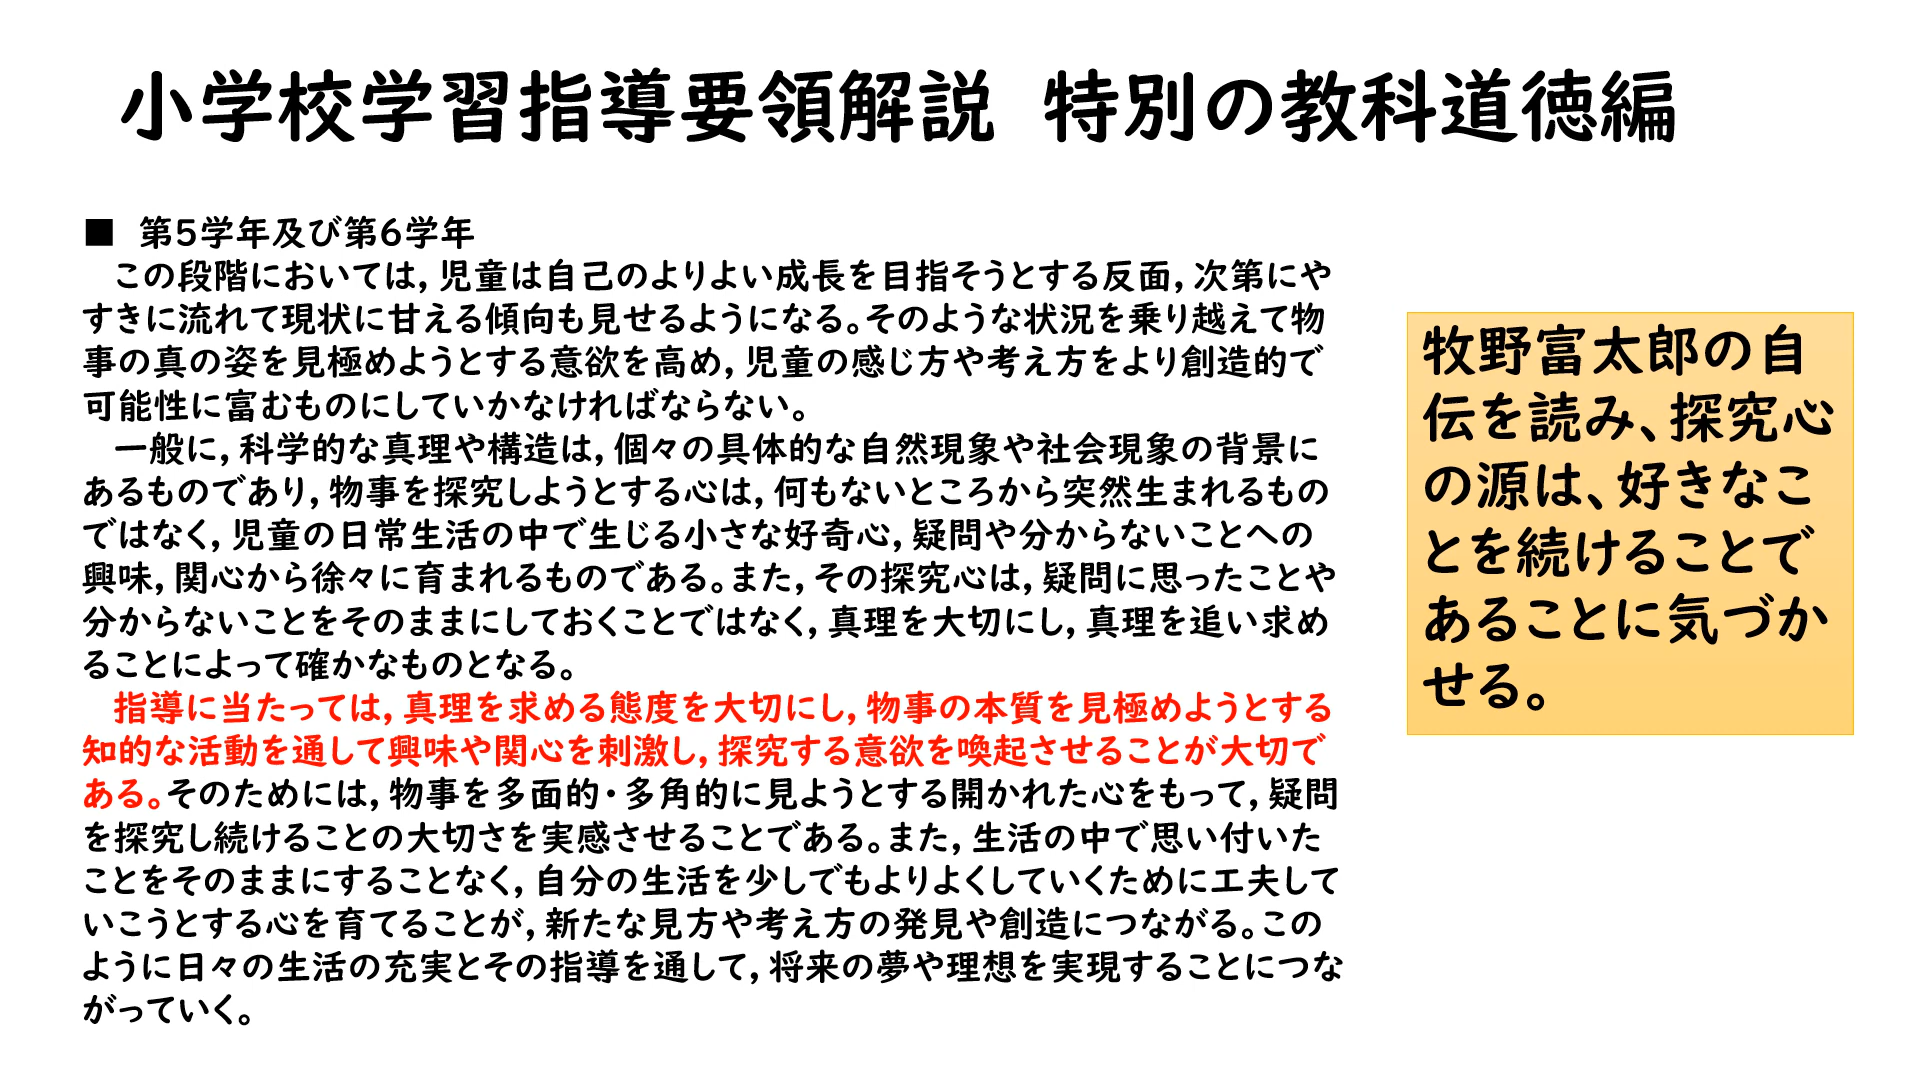 小学校学習指導要領解説　特別の教科道徳編
■　第5学年及び第6学年
　この段階においては，児童は自己のよりよい成長を目指そうとする反面，次第にや
すきに流れて現状に甘える傾向も見せるようになる。そのような状況を乗り越えて物
事の真の姿を見極めようとする意欲を高め，児童の感じ方や考え方をより創造的で
可能性に富むものにしていかなければならない。
　一般に，科学的な真理や構造は，個々の具体的な自然現象や社会現象の背景に
あるものであり，物事を探究しようとする心は，何もないところから突然生まれるもの
ではなく，児童の日常生活の中で生じる小さな好奇心，疑問や分からないことへの
興味，関心から徐々に育まれるものである。また，その探究心は，疑問に思ったことや
分からないことをそのままにしておくことではなく，真理を大切にし，真理を追い求め
ることによって確かなものとなる。
　指導に当たっては，真理を求める態度を大切にし，物事の本質を見極めようとする
知的な活動を通して興味や関心を刺激し，探究する意欲を喚起させることが大切で
ある。そのためには，物事を多面的・多角的に見ようとする開かれた心をもって，疑問
を探究し続けることの大切さを実感させることである。また，生活の中で思い付いた
ことをそのままにすることなく，自分の生活を少しでもよりよくしていくために工夫して
いこうとする心を育てることが，新たな見方や考え方の発見や創造につながる。この
ように日々の生活の充実とその指導を通して，将来の夢や理想を実現することにつな
がっていく。
牧野富太郎の自
伝を読み、探究心
の源は、好きなこ
とを続けることで
あることに気づか
せる。